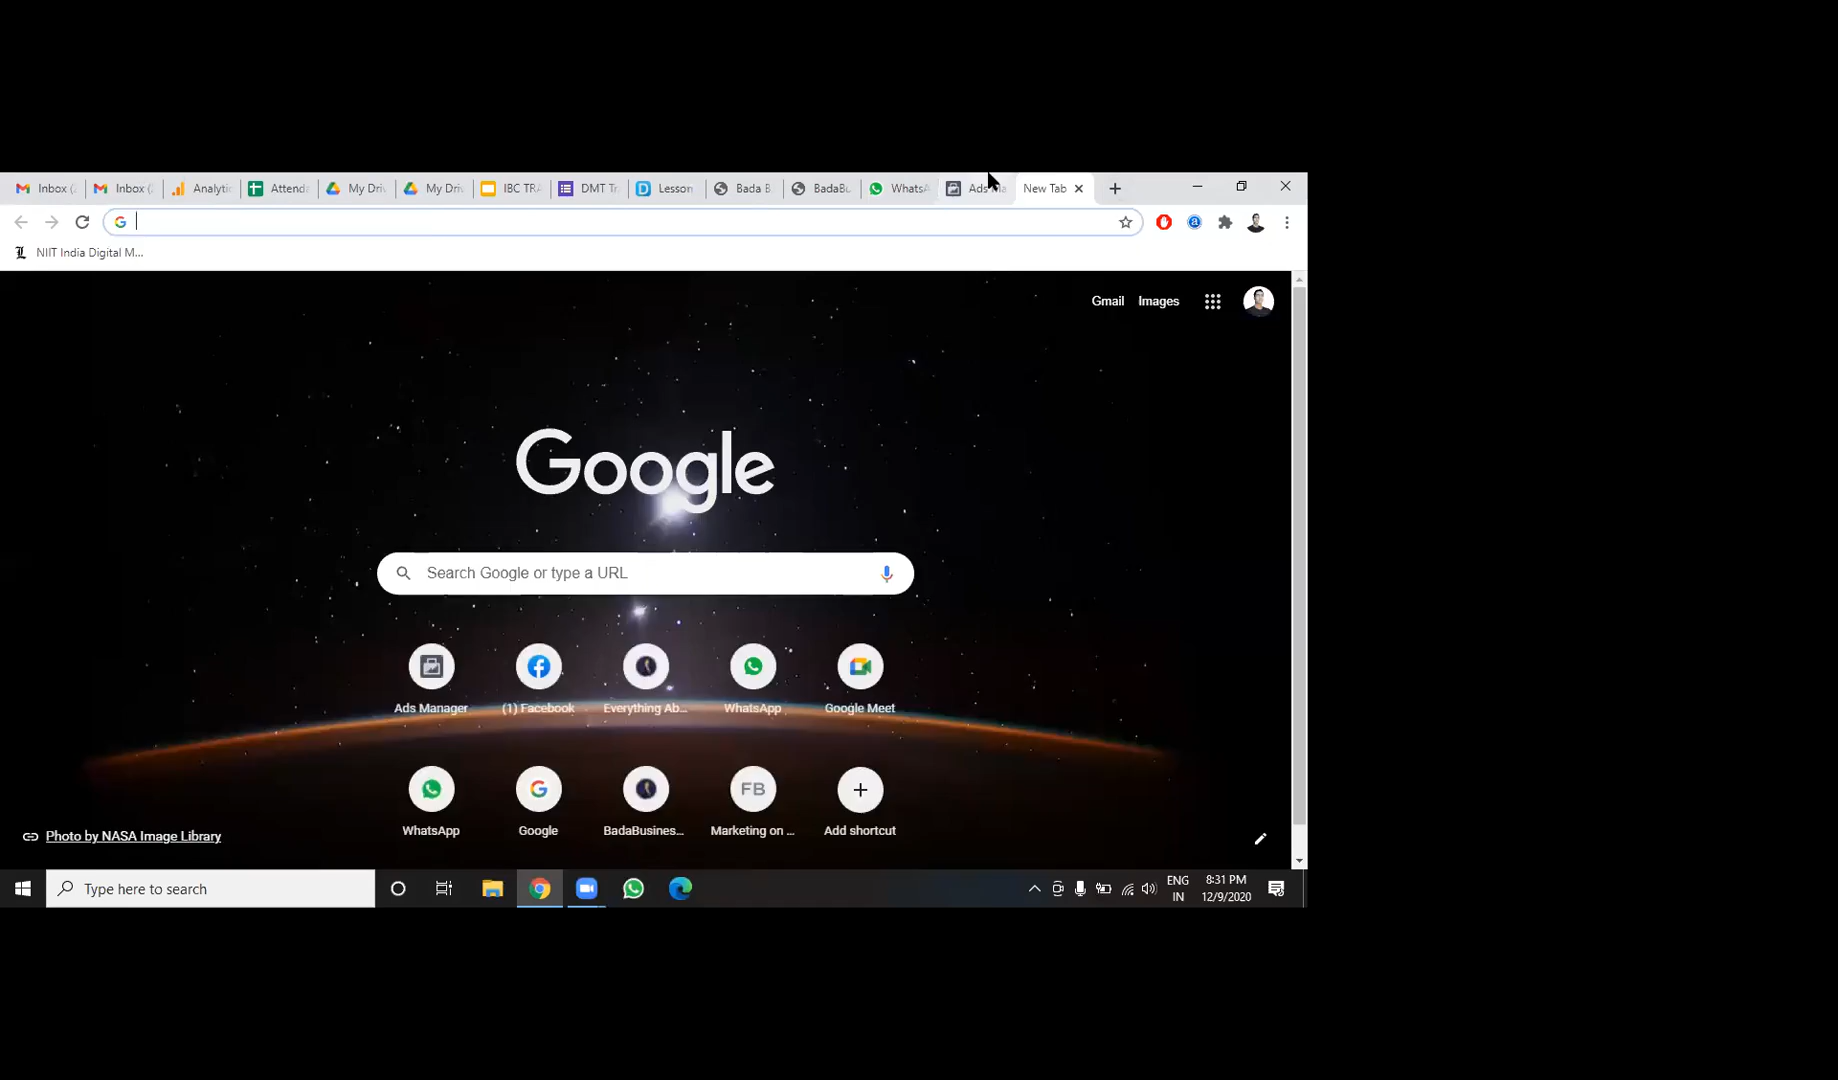 Inbox (
Inbox (
Analytic
Attenda
My Driv
My Driv
IBC TRA
DMT Tr
Lesson
Bada B
BadaBu
WhatsA
Ads Ma
New Tab
NIIT India Digital M...
Gmail
Images
Google
Search Google or type a URL
Ads Manager
(1) Facebook
Everything Ab...
WhatsApp
Google Meet
WhatsApp
Google
BadaBusines...
FB
Marketing on ...
Add shortcut
Photo by NASA Image Library
Type here to search
ENG
IN
8:31 PM
12/9/2020